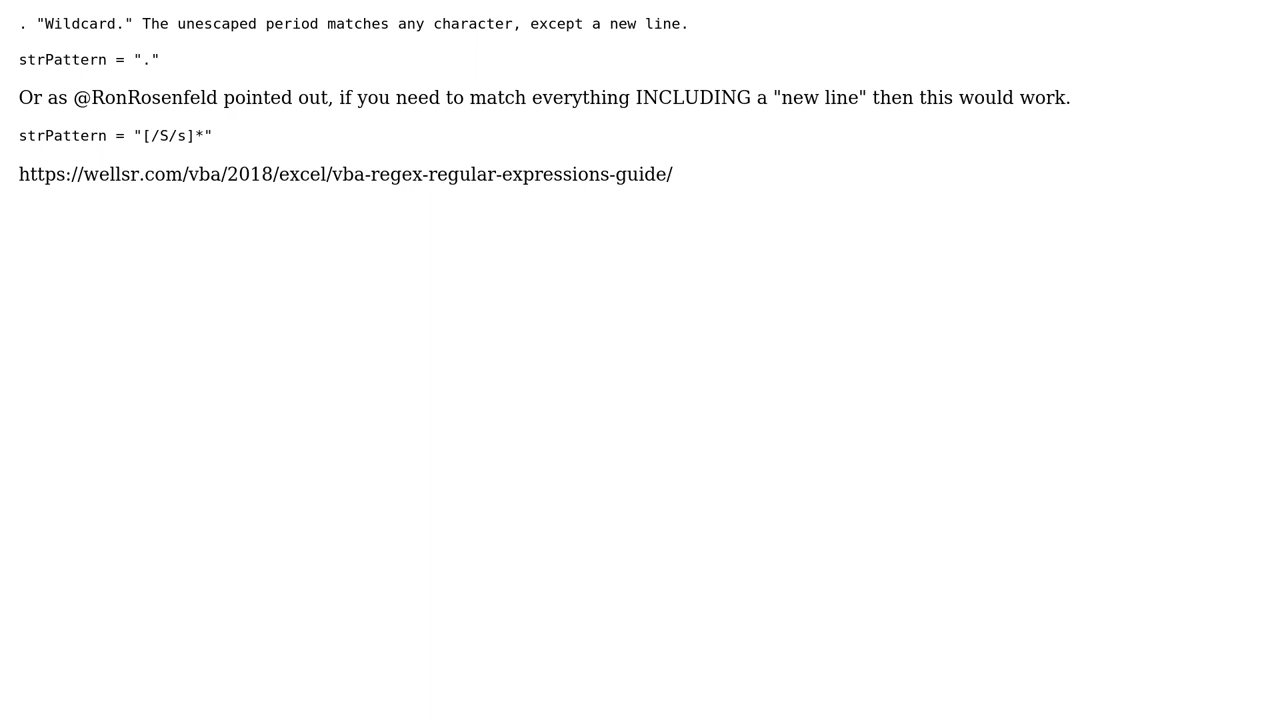 . "Wildcard." The unescaped period matches any character, except a new line.
strPattern = "."
Or as @RonRosenfeld pointed out, if you need to match everything INCLUDING a "new line" then this would work.
strPattern = "[/S/s]*"
https://wellsr.com/vba/2018/excel/vba-regex-regular-expressions-guide/